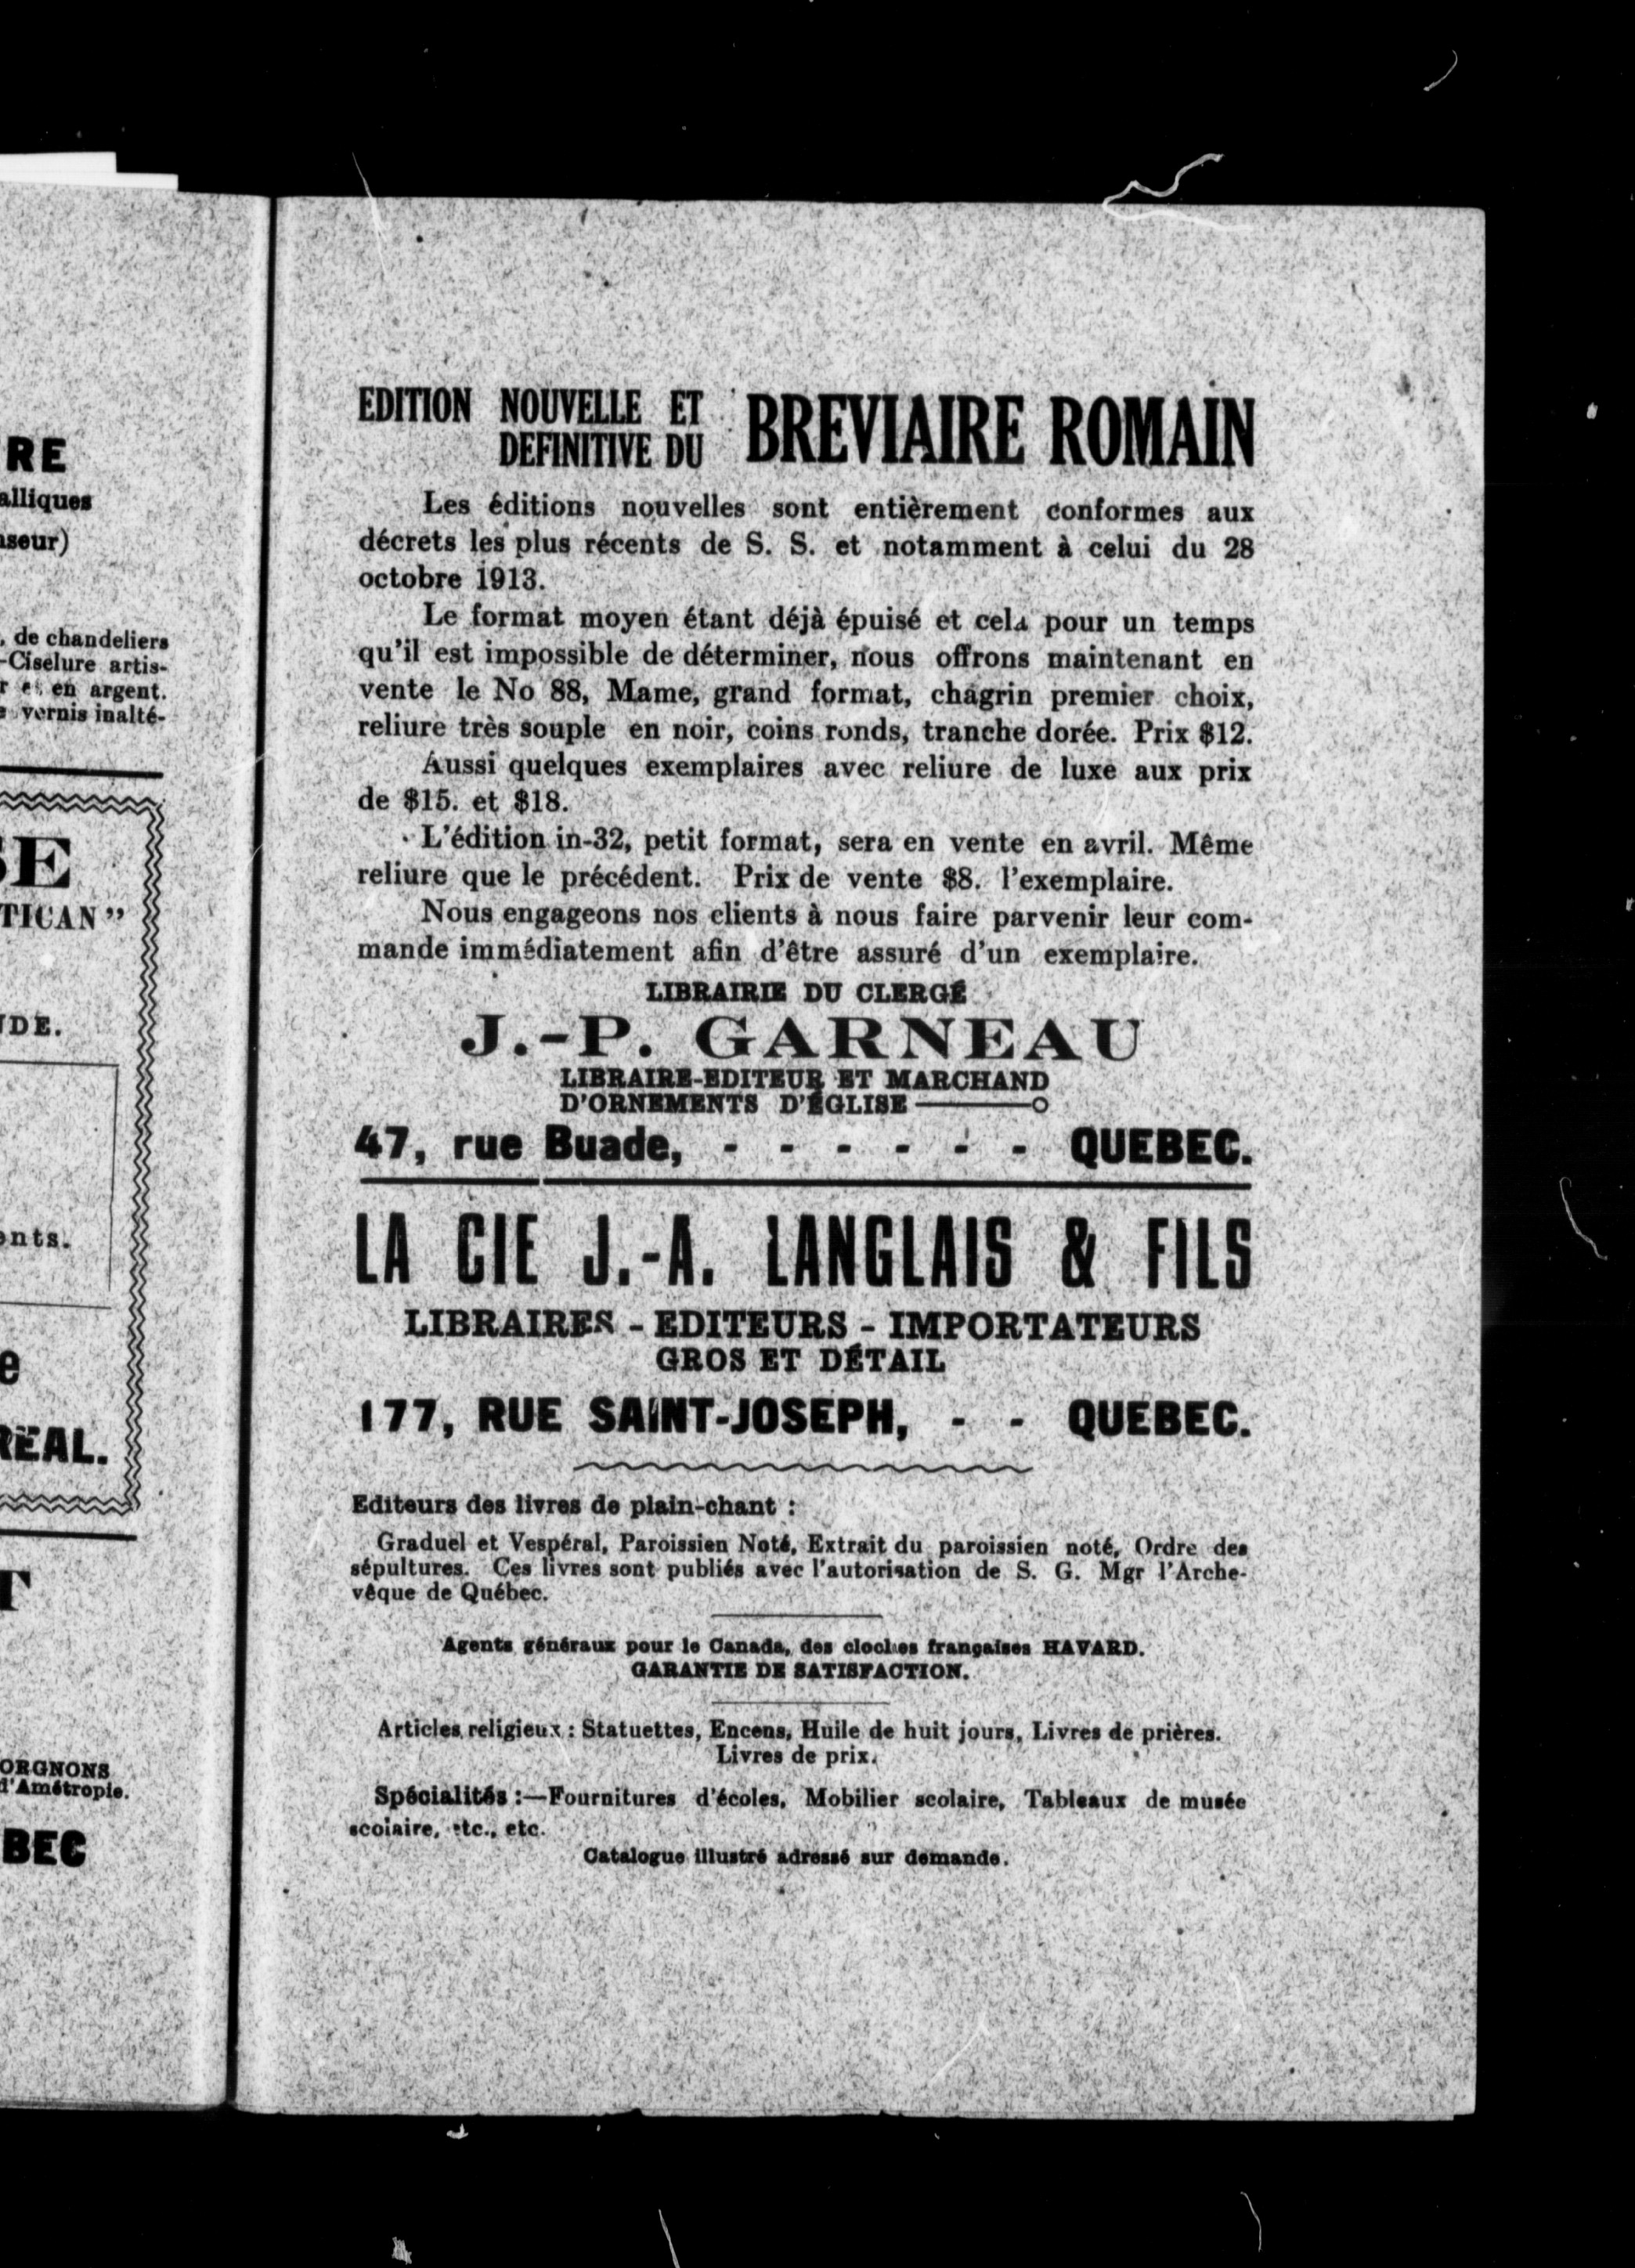 RE
alliques
seur)
, de chandeliers
-Ciselure artis-
en argent.
vernis inalté-
SE
TICAN"
DE.
ents.
e
RÉAL.
T
ORGNONS
d'Amétropie.
BEC
EDITION NOUVELLE ET
DEFINITIVE DU BREVIAIRE ROMAIN
Les éditions nouvelles sont entièrement conformes aux
décrets les plus récents de S. S. et notamment à celui du 28
octobre 1913.
Le format moyen étant déjà épuisé et cela pour un temps
qu'il est impossible de déterminer, nous offrons maintenant en
vente le No 88, Mame, grand format, chagrin premier choix,
reliure très souple en noir, coins ronds, tranche dorée. Prix $12.
Aussi quelques exemplaires avec reliure de luxe aux prix
de $15. et $18.
L'édition in-32, petit format, sera en vente en avril. Même
reliure que le précédent. Prix de vente $8. l'exemplaire.
Nous engageons nos clients à nous faire parvenir leur com-
mande immédiatement afin d'être assuré d'un exemplaire.
LIBRAIRIE DU CLERGÉ
J.-P. GARNEAU
LIBRAIRE-EDITEUR ET MARCHAND
D'ORNEMENTS D'ÉGLISE
47, rue Buade, - - - - - - QUEBEC.
LA CIE J.-A. LANGLAIS & FILS
LIBRAIRES - EDITEURS - IMPORTATEURS
GROS ET DÉTAIL
177, RUE SAINT-JOSEPH, - - QUÉBEC.
Editeurs des livres de plain-chant :
Graduel et Vespéral, Paroissien Noté, Extrait du paroissien noté, Ordre des
sépultures. Ces livres sont publiés avec l'autorisation de S. G. Mgr l'Arche-
vêque de Québec.
Agents généraux pour le Canada, des cloches françaises HAVARD.
GARANTIE DE SATISFACTION.
Articles religieux : Statuettes, Encens, Huile de huit jours, Livres de prières.
Livres de prix.
Spécialités :—Fournitures d'écoles, Mobilier scolaire, Tableaux de musée
scolaire, etc., etc.
Catalogue illustré adressé sur demande.